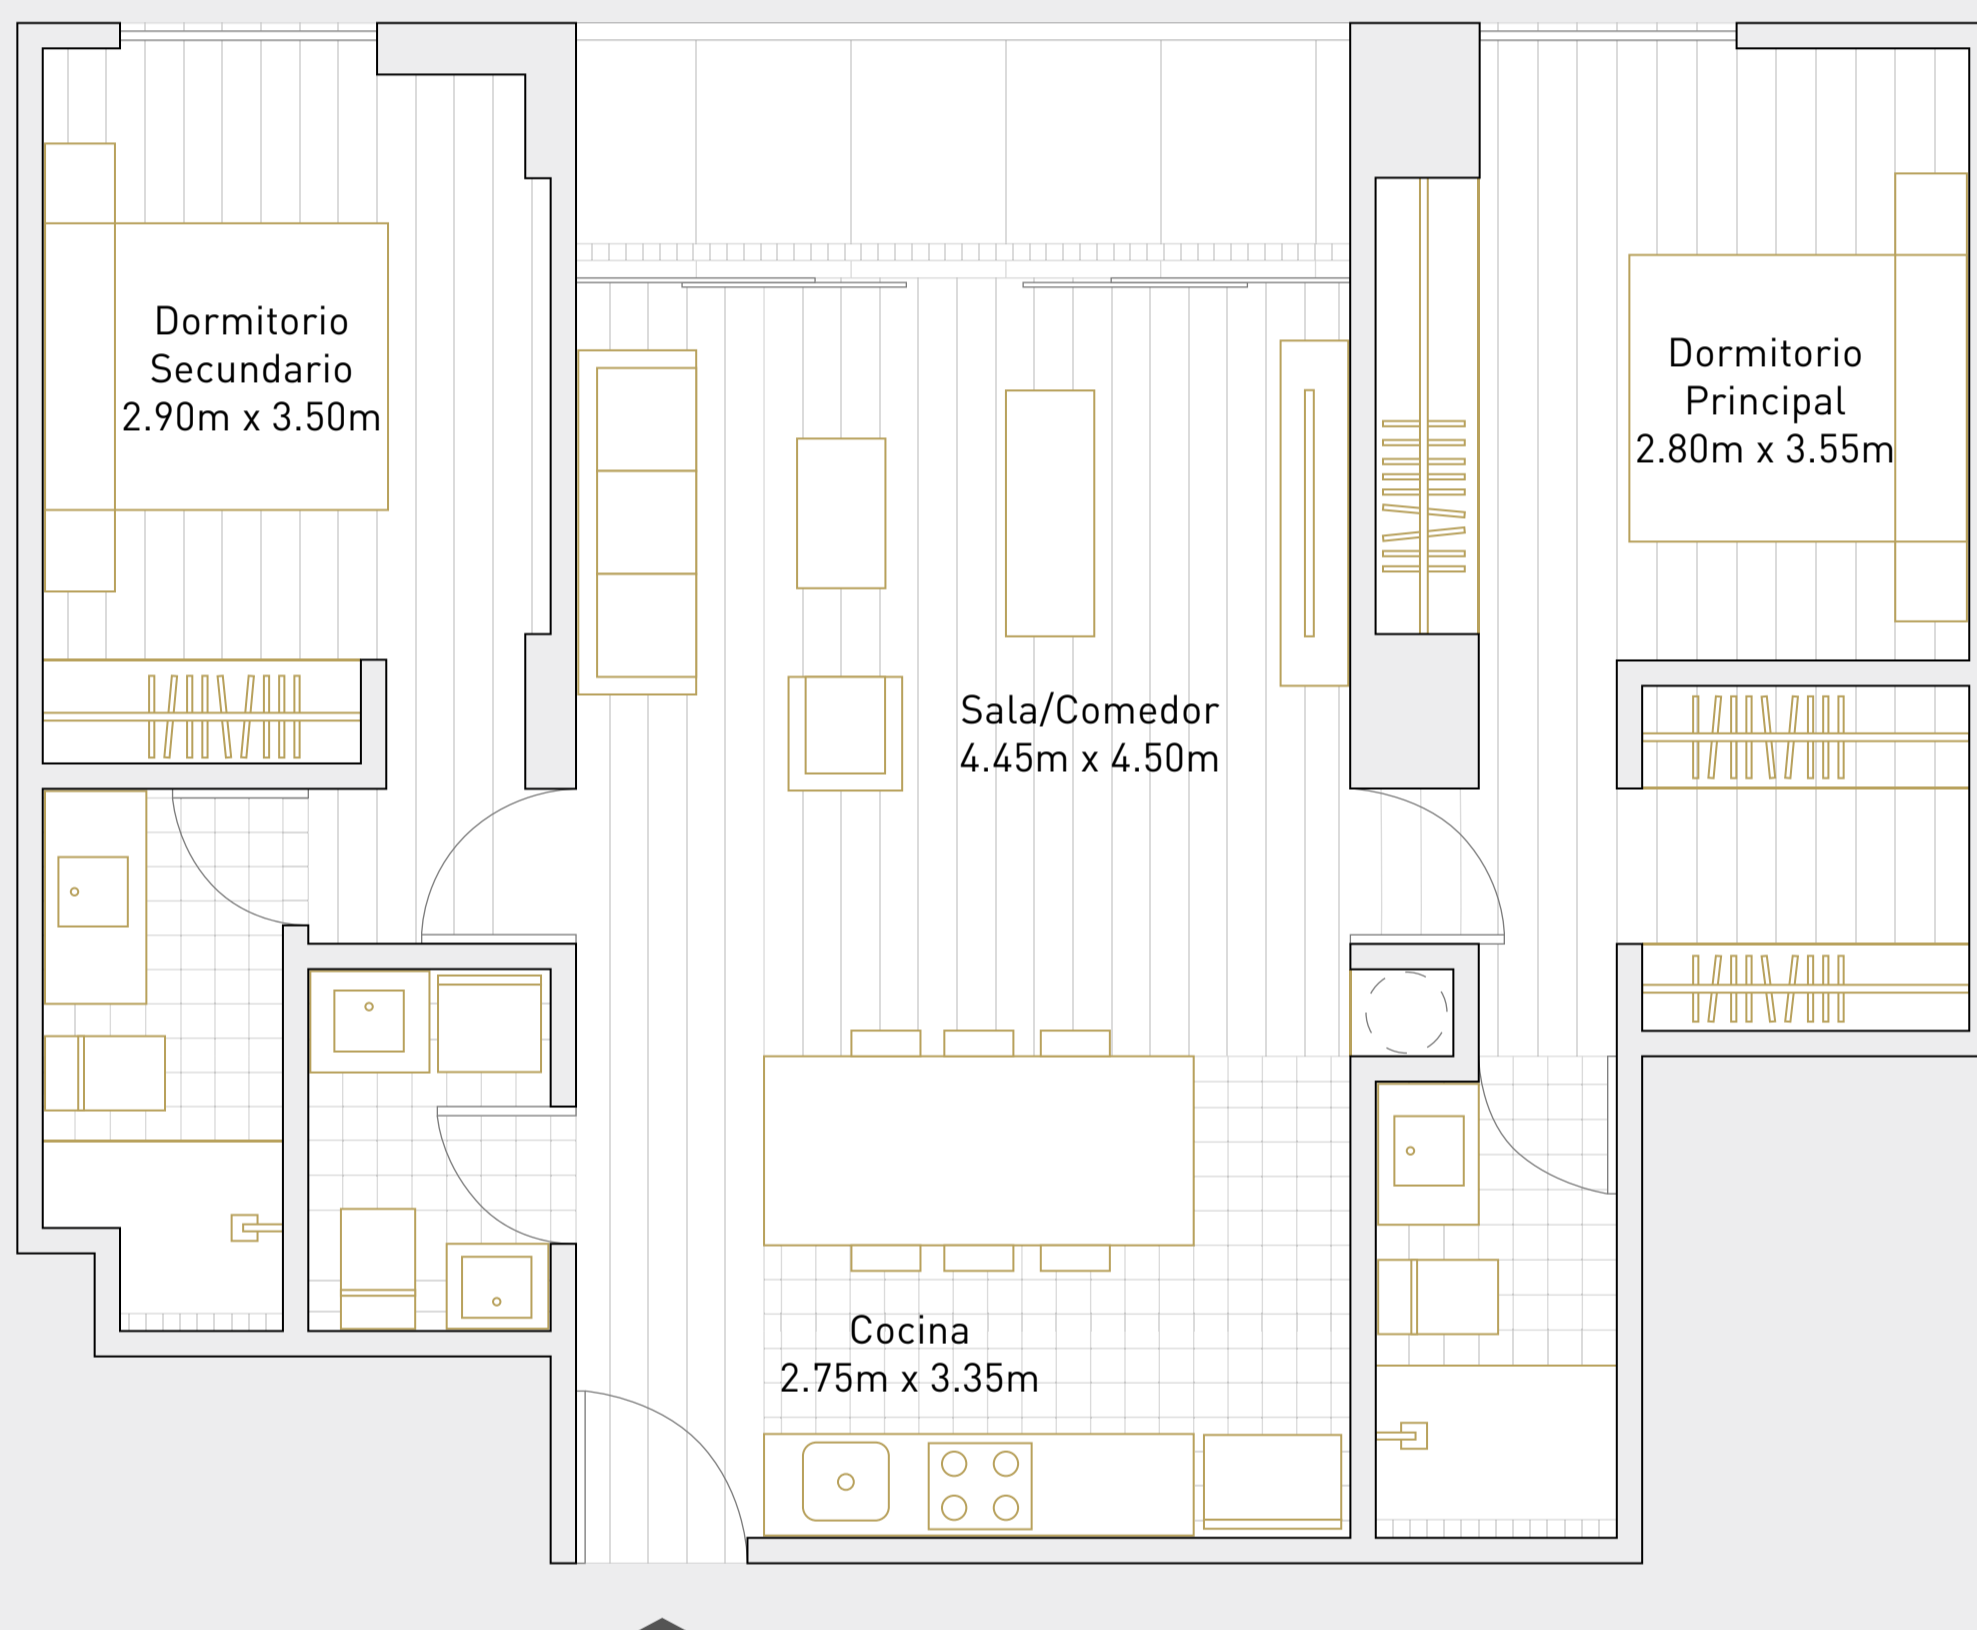 Dormitorio
Secundario
2.90m x 3.50m
Dormitorio
Principal
2.80m x 3.55m
Sala/Comedor
4.45m x 4.50m
Cocina
2.75m x 3.35m